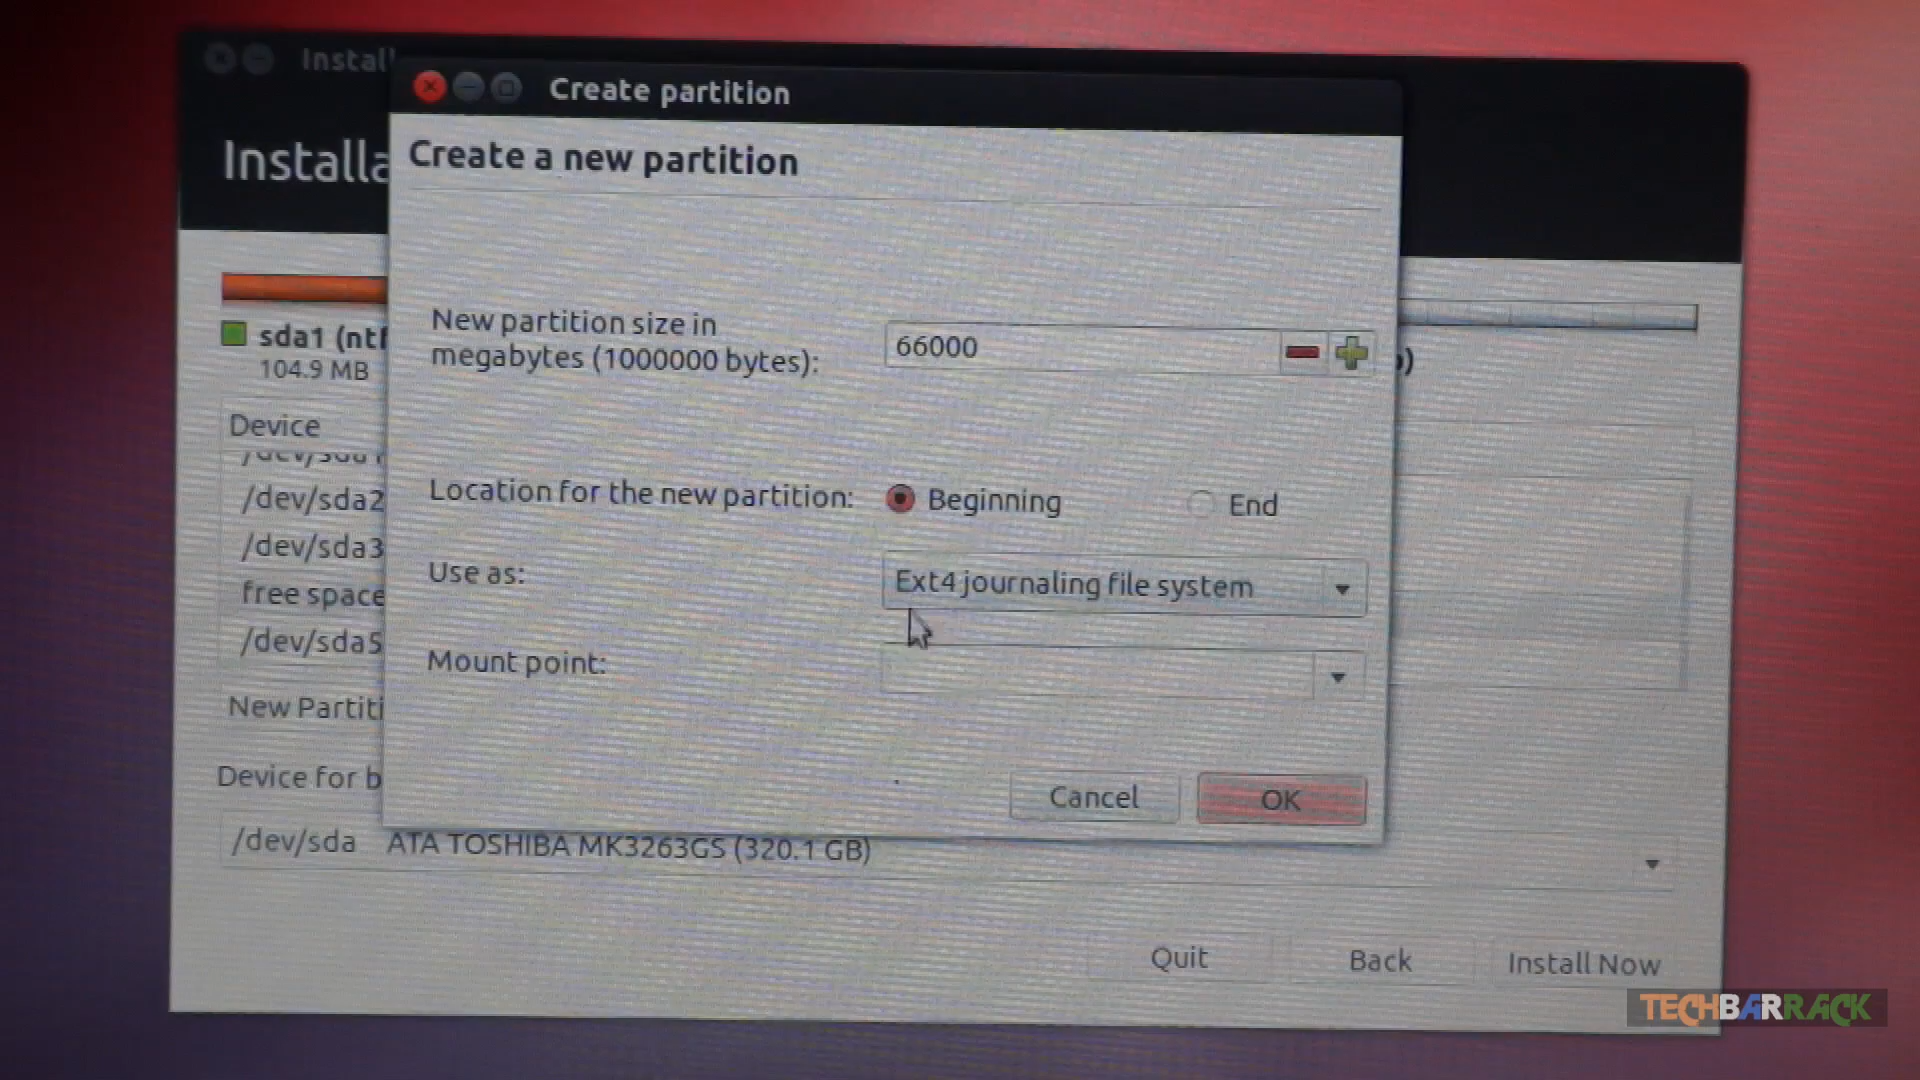 Install
Create partition
Installa
Create a new partition
New partition size in
megabytes (1000000 bytes):
66000
sda1 (ntf
104.9 MB
Device
/dev/sda2
/dev/sda3
free space
/dev/sda5
Location for the new partition:
Beginning
End
Use as:
Ext4 journaling file system
Mount point:
New Partiti
Cancel
OK
Device for b
/dev/sda ATA TOSHIBA MK3263GS (320.1 GB)
Quit
Back
Install Now
TECHBARRACK